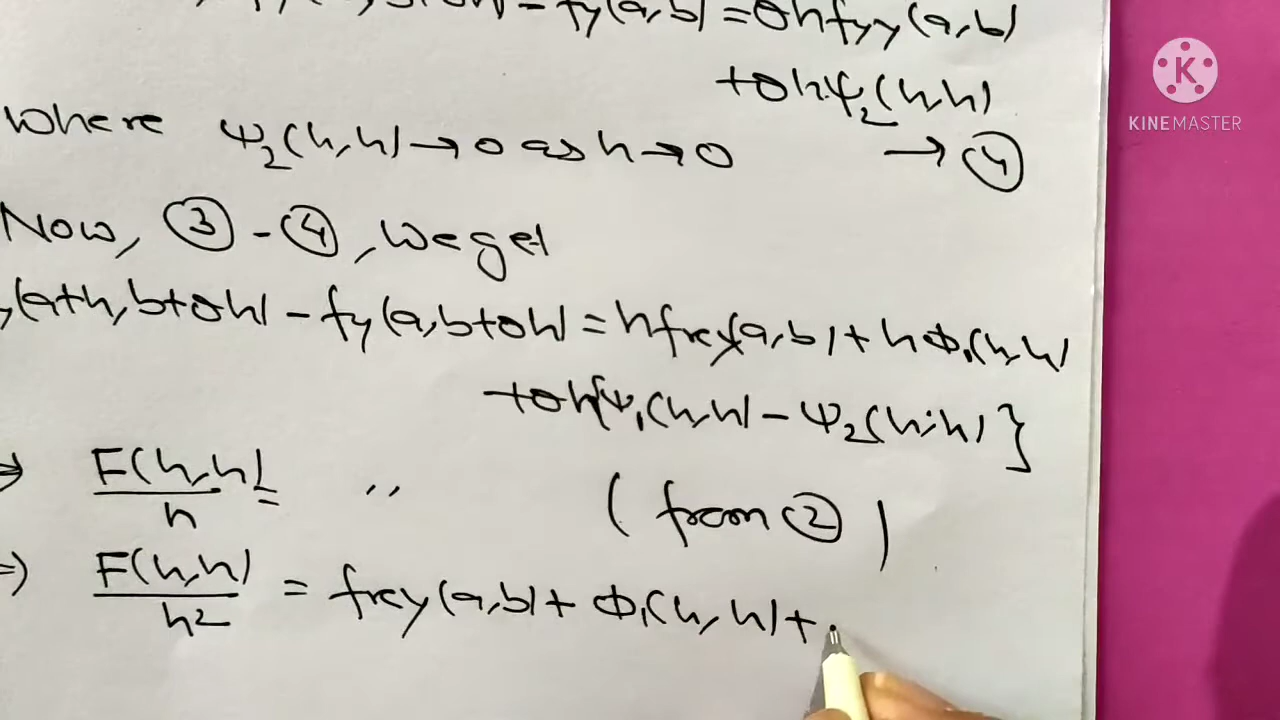 fy(a,b) = θhfyy(a,b)
+θhψ₂(h,h)
where ψ₂(h,h) → 0 as h → 0 → ④
Now, ③ - ④, we get
(a+h, b+θh) - fy(a, b+θh) = hfxy(a,b) + hϕ₁(h,h)
+θh{ψ₁(h,h) - ψ₂(h,h)}
⇒ F(h,h)/h = ,, (from ②)
⇒ F(h,h)/h² = fxy(a,b) + ϕ₁(h,h) +
K
KINEMASTER